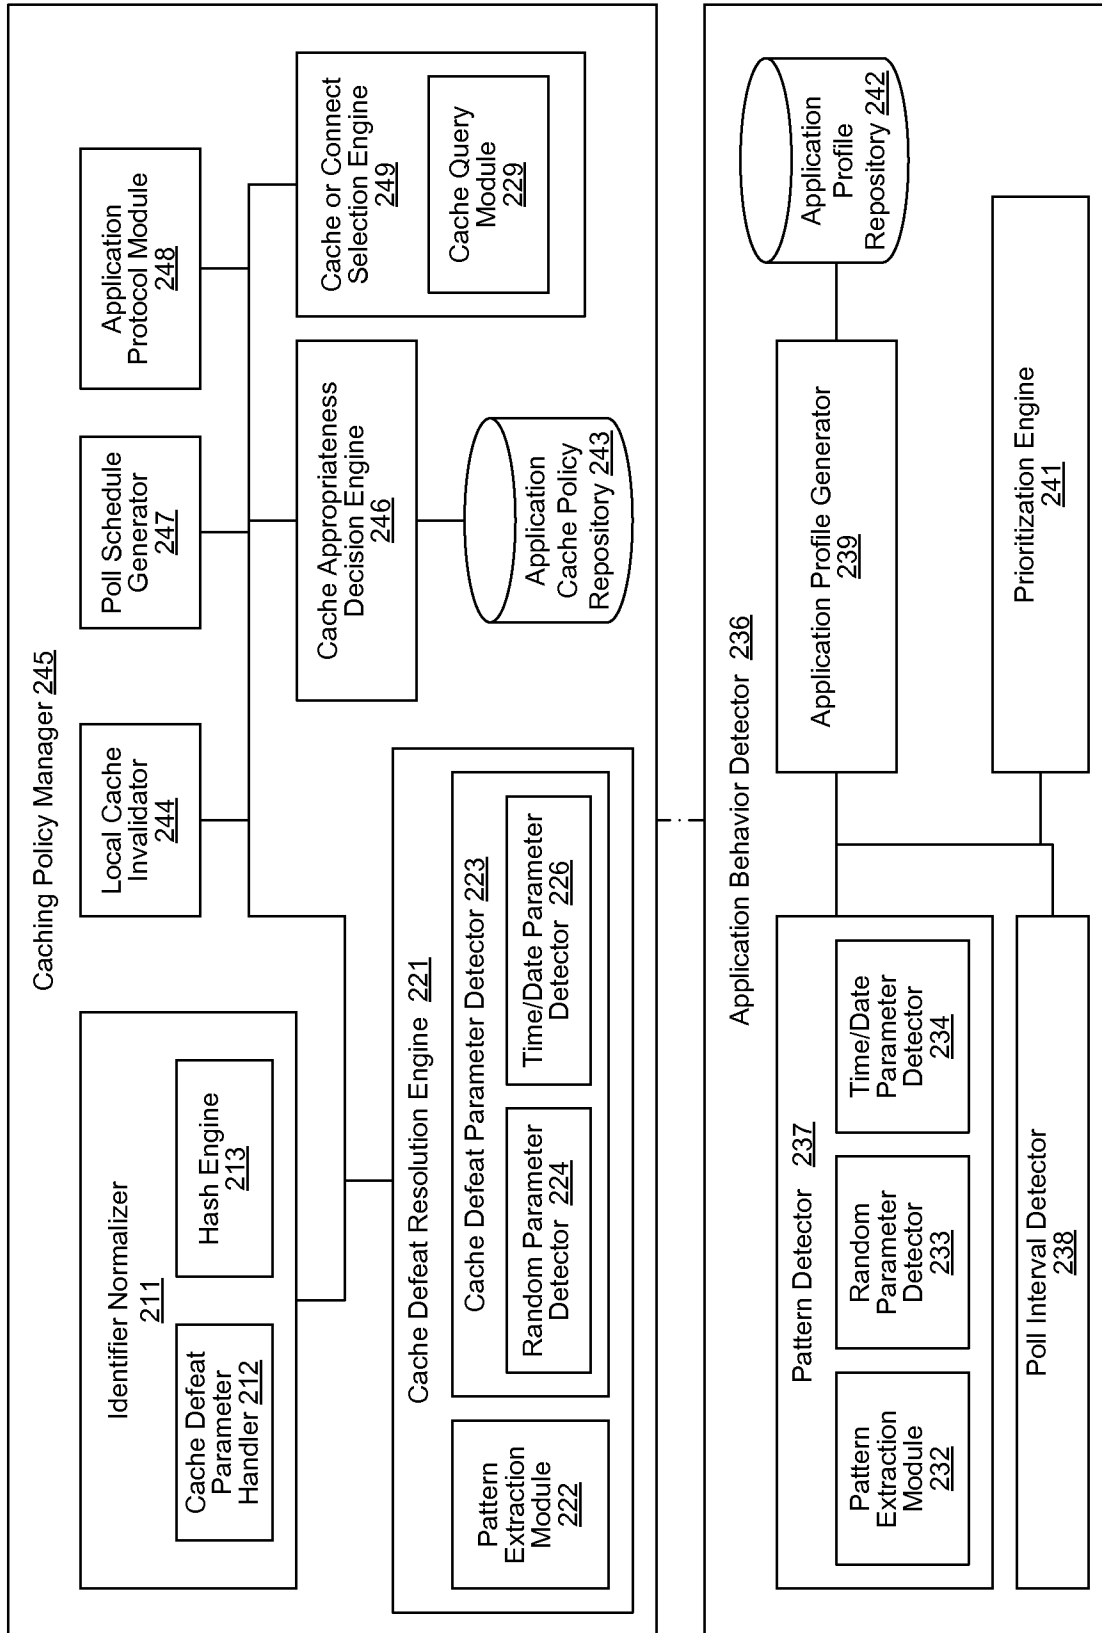 Caching Policy Manager 245
Identifier Normalizer
211
Cache Defeat
Parameter
Handler 212
Hash Engine
213
Local Cache
Invalidator
244
Poll Schedule
Generator
247
Application
Protocol Module
248
Cache Defeat Resolution Engine 221
Pattern
Extraction
Module
222
Cache Defeat Parameter Detector 223
Random Parameter
Detector 224
Time/Date Parameter
Detector 226
Cache Appropriateness
Decision Engine
246
Application
Cache Policy
Repository 243
Cache or Connect
Selection Engine
249
Cache Query
Module
229
Application Behavior Detector 236
Pattern Detector 237
Pattern
Extraction
Module
232
Random
Parameter
Detector
233
Time/Date
Parameter
Detector
234
Application Profile Generator
239
Application
Profile
Repository 242
Poll Interval Detector
238
Prioritization Engine
241